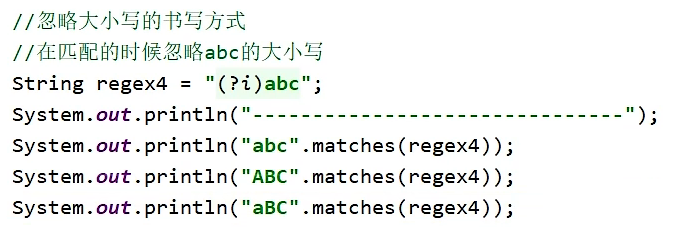 //忽略大小写的书写方式
//在匹配的时候忽略abc的大小写
String regex4 = "(?i)abc";
System.out.println("-------------------------------");
System.out.println("abc".matches(regex4));
System.out.println("ABC".matches(regex4));
System.out.println("aBC".matches(regex4));